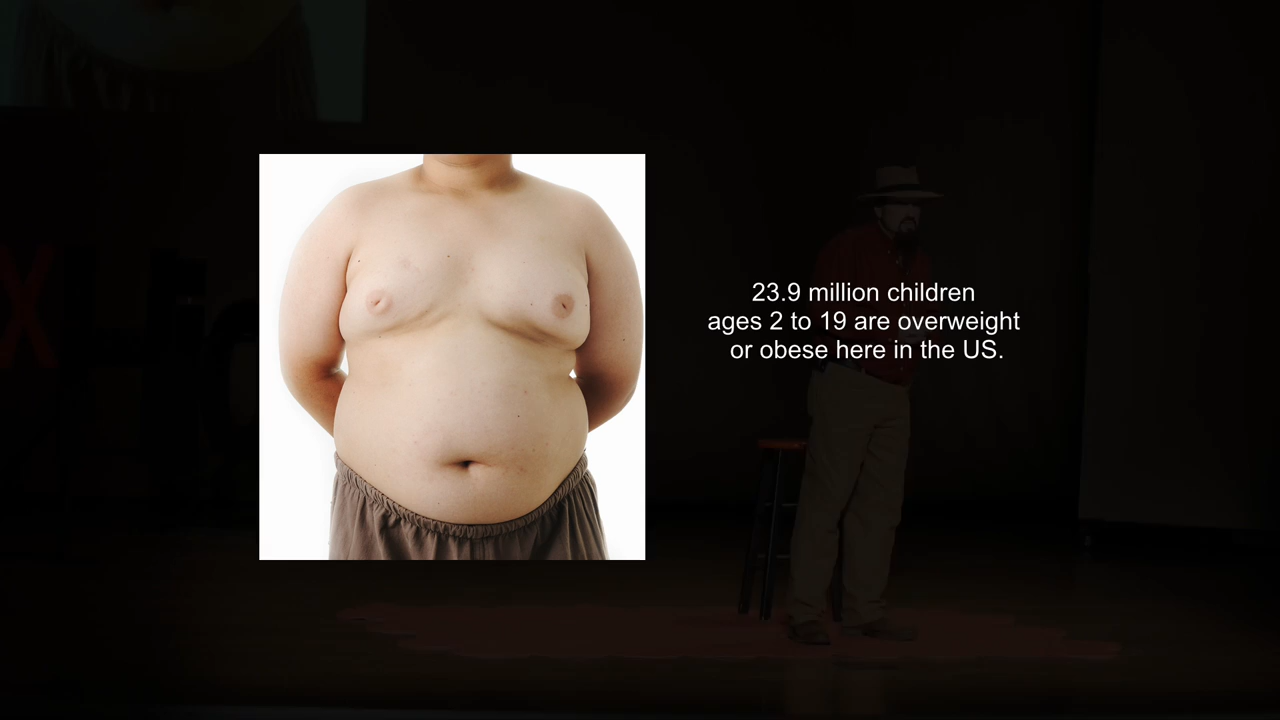 23.9 million children
ages 2 to 19 are overweight
or obese here in the US.